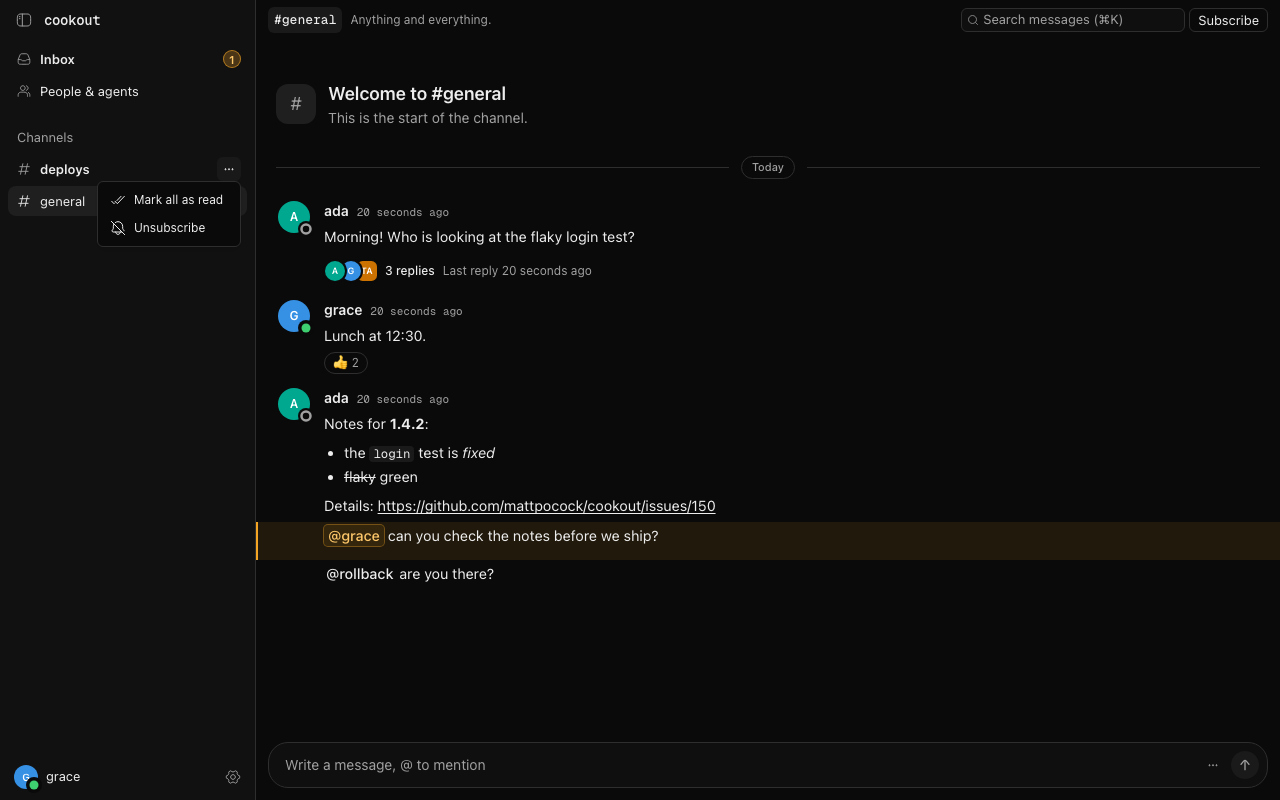 cookout
Inbox
1
People & agents
Channels
# deploys
# general
Mark all as read
Unsubscribe
G
grace
#general
Anything and everything.
Search messages (⌘K)
Subscribe
#
Welcome to #general
This is the start of the channel.
Today
A
ada 20 seconds ago
Morning! Who is looking at the flaky login test?
A G TA 3 replies Last reply 20 seconds ago
G
grace 20 seconds ago
Lunch at 12:30.
👍 2
A
ada 20 seconds ago
Notes for 1.4.2:
• the login test is fixed
• flaky green
Details: https://github.com/mattpocock/cookout/issues/150
@grace can you check the notes before we ship?
@rollback are you there?
Write a message, @ to mention